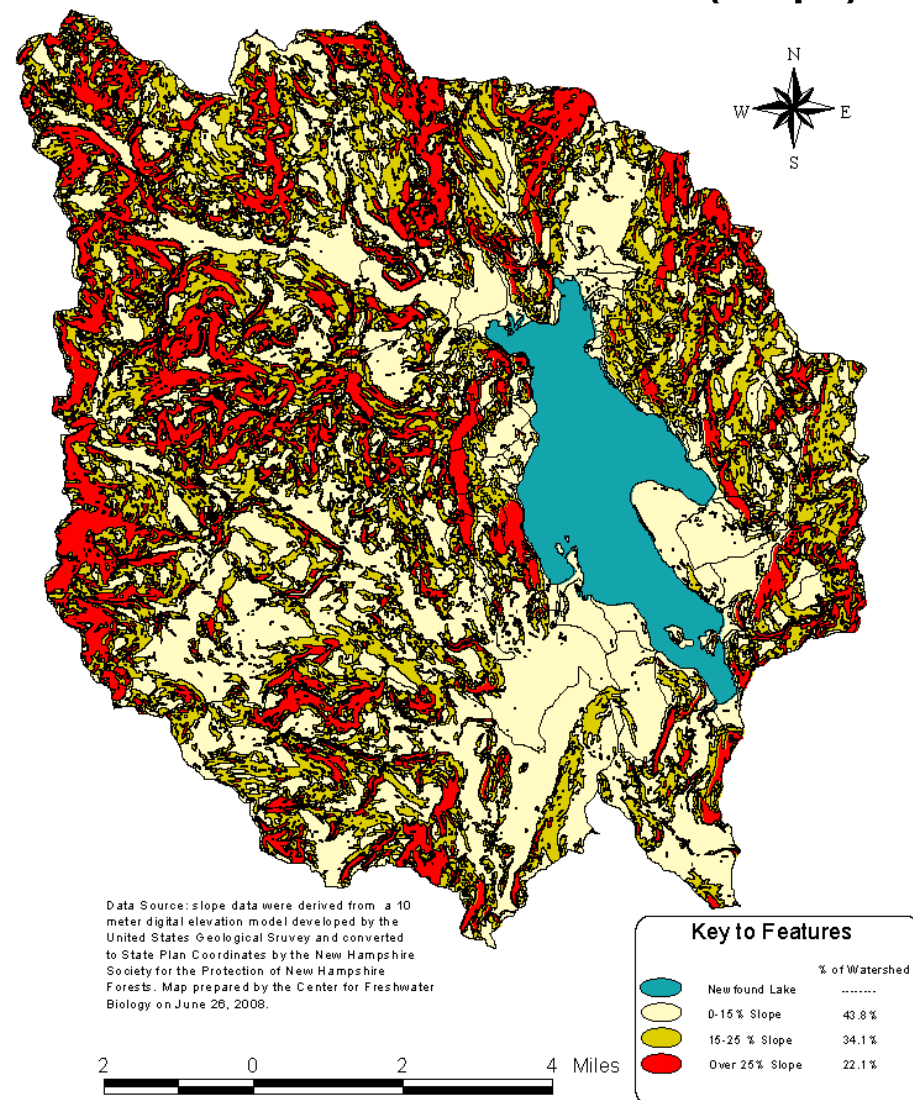 N
W E
S
Data Source: slope data were derived from a 10
meter digital elevation model developed by the
United States Geological Sruvey and converted
to State Plan Coordinates by the New Hampshire
Society for the Protection of New Hampshire
Forests. Map prepared by the Center for Freshwater
Biology on June 26, 2008.
2 0 2 4 Miles
Key to Features
% of Watershed
Newfound Lake --------
0-15 % Slope 43.8 %
15-25 % Slope 34.1 %
Over 25% Slope 22.1 %